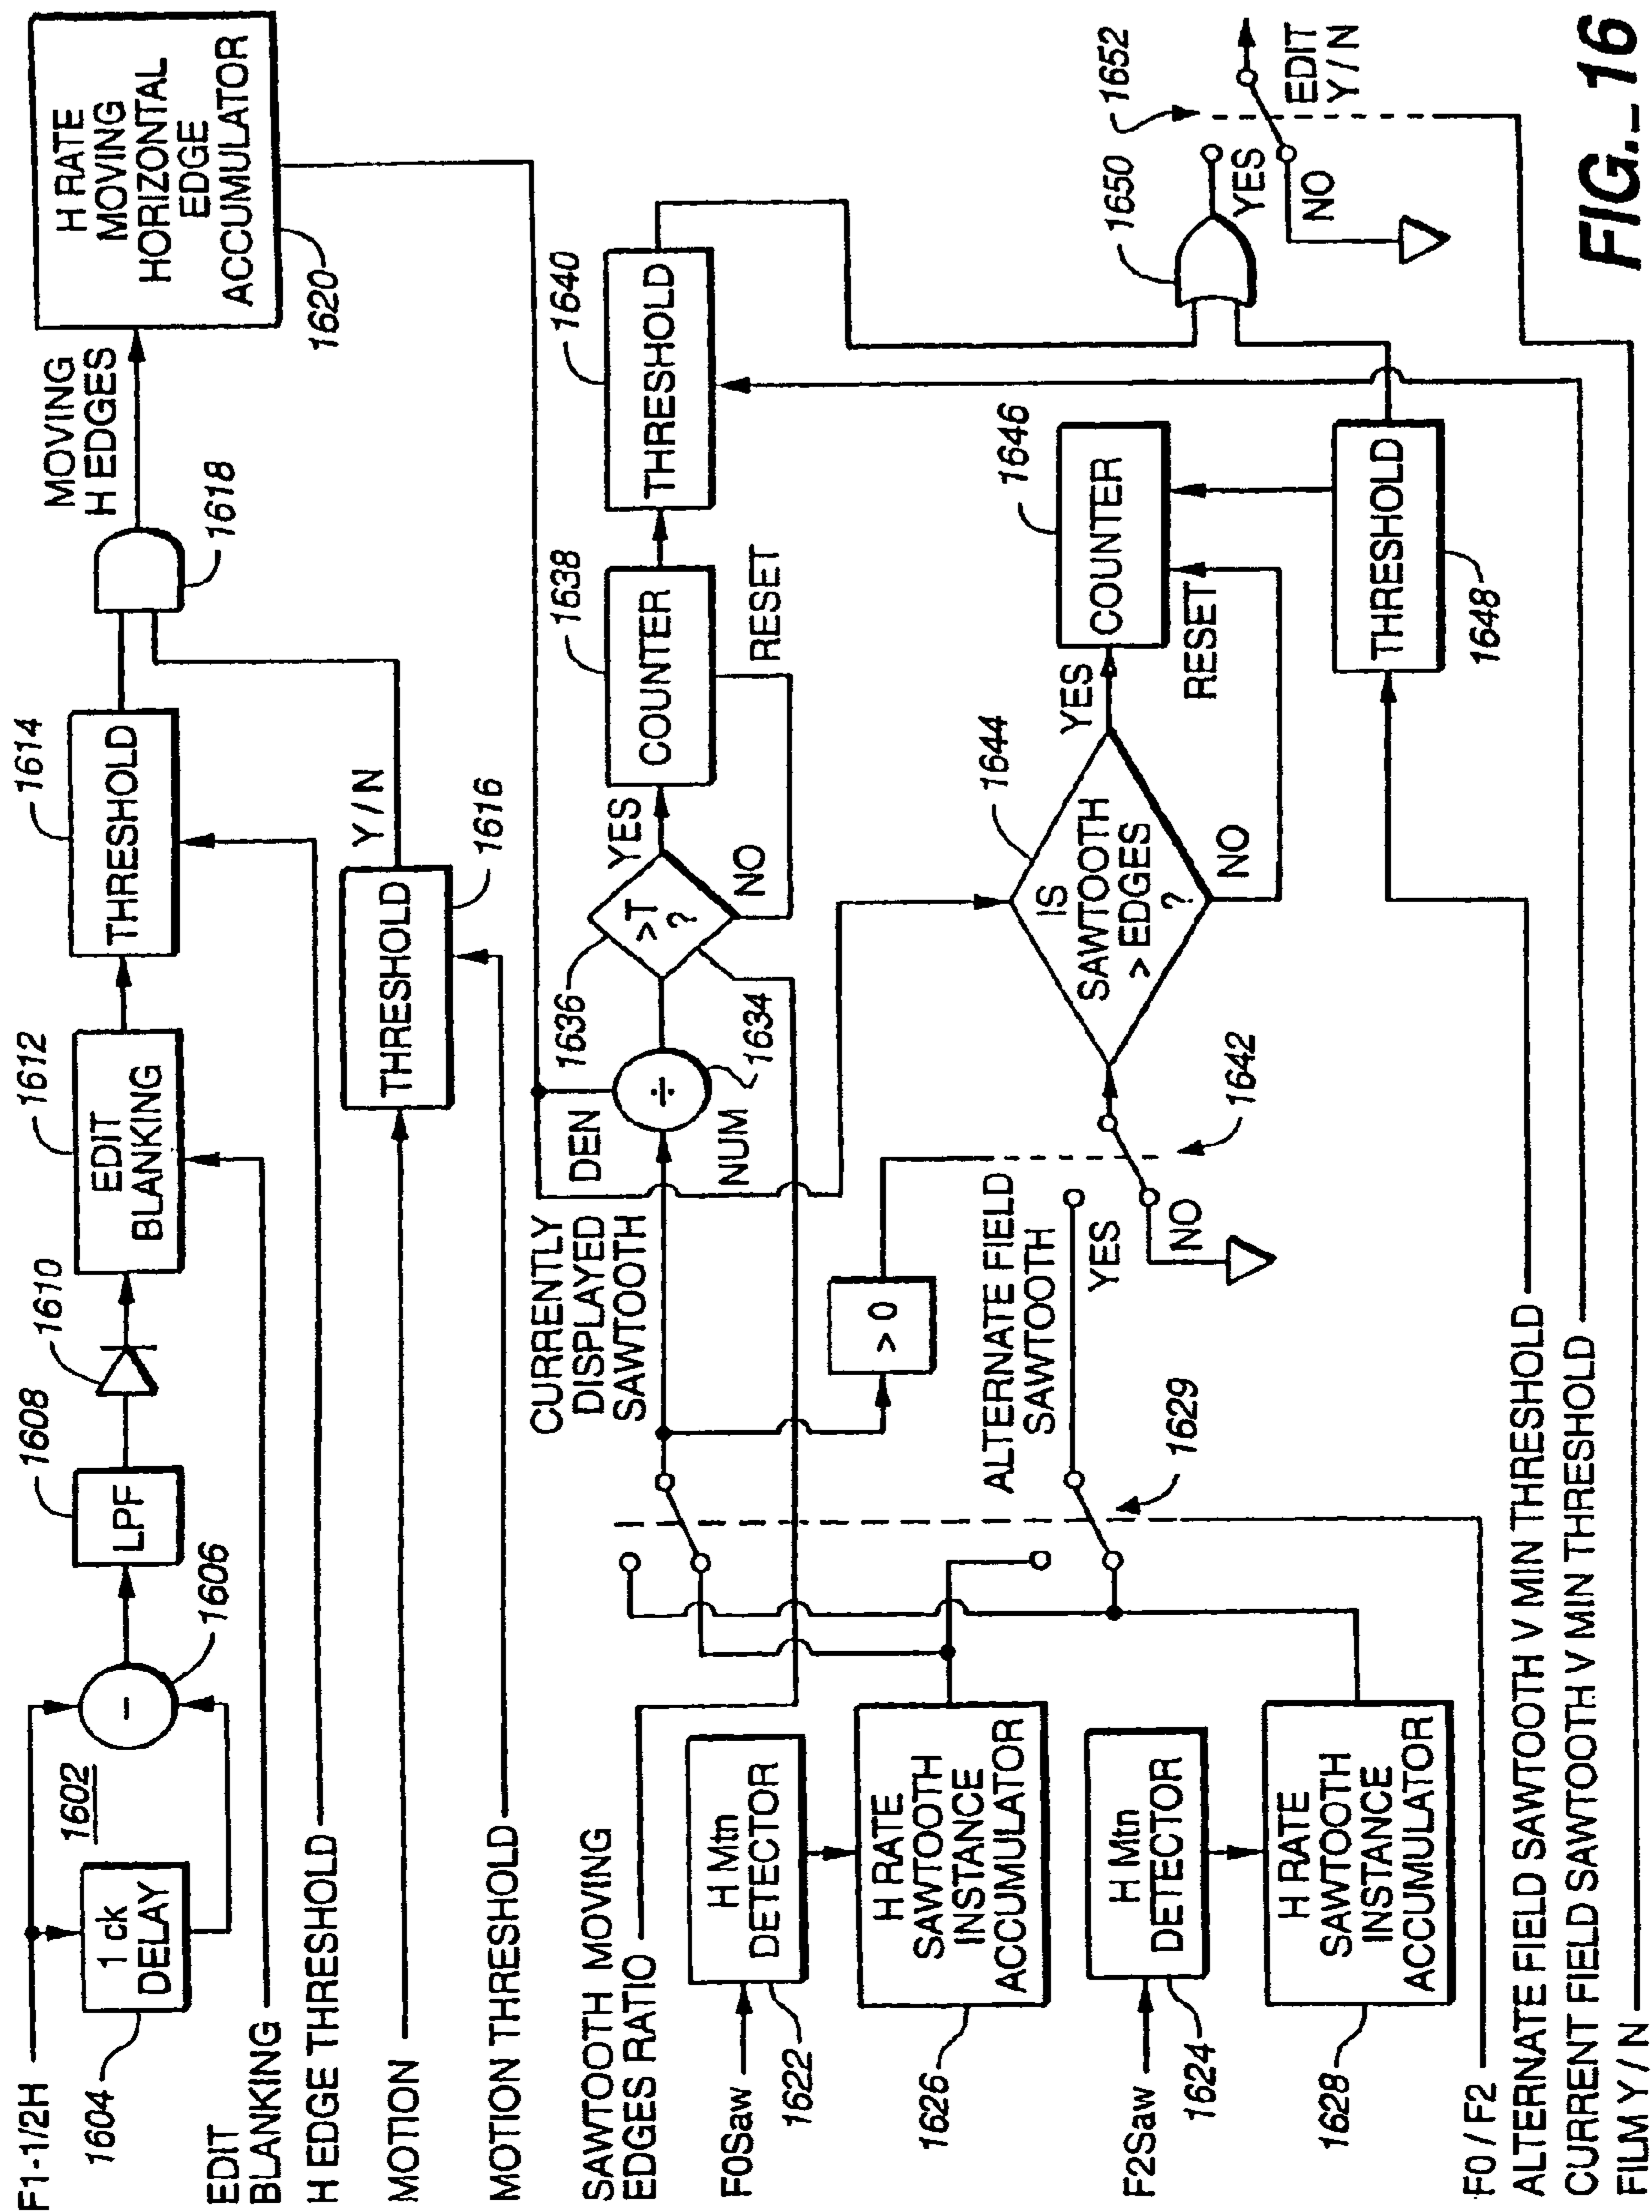 F1-1/2H
1 ck
DELAY
1604
1602
-
1606
LPF
1608
1610
EDIT
BLANKING
1612
THRESHOLD
1614
1618
MOVING
H EDGES
H RATE
MOVING
HORIZONTAL
EDGE
ACCUMULATOR
1620
EDIT
BLANKING
H EDGE THRESHOLD
MOTION
THRESHOLD
1616
Y / N
MOTION THRESHOLD
SAWTOOTH MOVING
EDGES RATIO
CURRENTLY
DISPLAYED
SAWTOOTH
DEN
NUM
÷
1634
1636
>T
?
YES
NO
COUNTER
1638
RESET
THRESHOLD
1640
F0Saw
H Mtn
DETECTOR
1622
H RATE
SAWTOOTH
INSTANCE
ACCUMULATOR
1626
> 0
ALTERNATE FIELD
SAWTOOTH
1629
YES
NO
1642
IS
SAWTOOTH
> EDGES
?
1644
YES
NO
COUNTER
1646
RESET
THRESHOLD
1648
1650
1652
YES
NO
EDIT
Y / N
F2Saw
H Mtn
DETECTOR
1624
H RATE
SAWTOOTH
INSTANCE
ACCUMULATOR
1628
F0 / F2
ALTERNATE FIELD SAWTOOTH V MIN THRESHOLD
CURRENT FIELD SAWTOOTH V MIN THRESHOLD
FILM Y / N
FIG._16